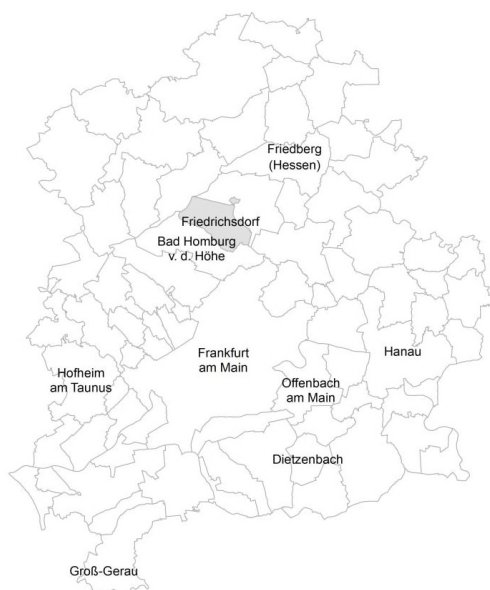 Friedberg
(Hessen)
Friedrichsdorf
Bad Homburg
v. d. Höhe
Frankfurt
am Main
Hanau
Hofheim
am Taunus
Offenbach
am Main
Dietzenbach
Groß-Gerau